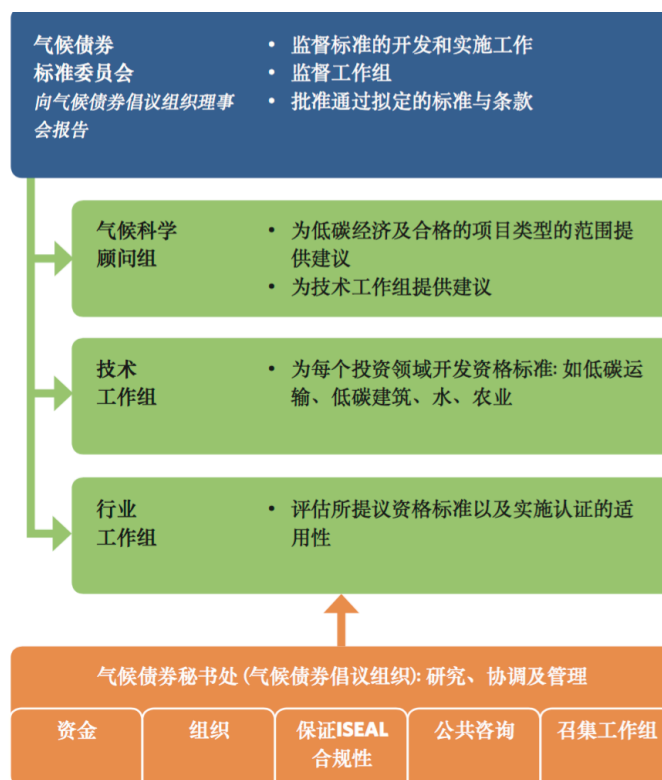 气候债券
标准委员会
向气候债券倡议组织理事
会报告
• 监督标准的开发和实施工作
• 监督工作组
• 批准通过拟定的标准与条款
气候科学
顾问组
• 为低碳经济及合格的项目类型的范围提
供建议
• 为技术工作组提供建议
技术
工作组
• 为每个投资领域开发资格标准: 如低碳运
输、低碳建筑、水、农业
行业
工作组
• 评估所提议资格标准以及实施认证的适
用性
气候债券秘书处 (气候债券倡议组织): 研究、协调及管理
资金
组织
保证ISEAL
合规性
公共咨询
召集工作组